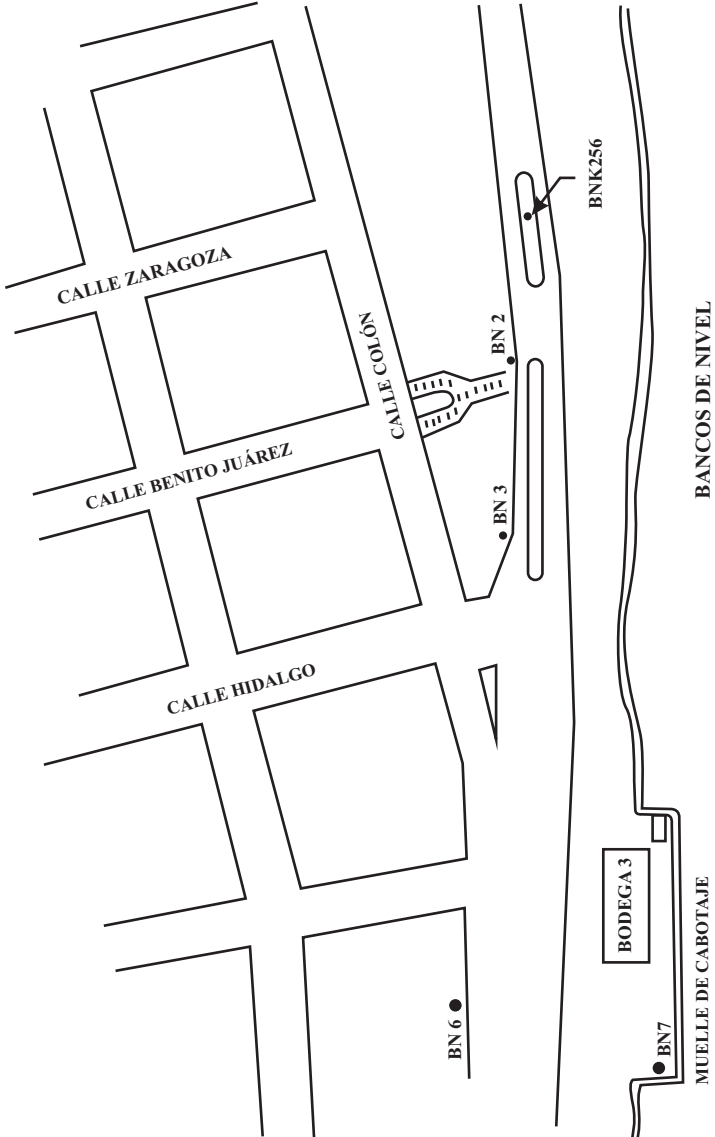 CALLE ZARAGOZA
CALLE BENITO JUÁREZ
CALLE HIDALGO
CALLE COLÓN
BN 6
BN 3
BN 2
BNK256
BODEGA 3
BN7
MUELLE DE CABOTAJE
BANCOS DE NIVEL